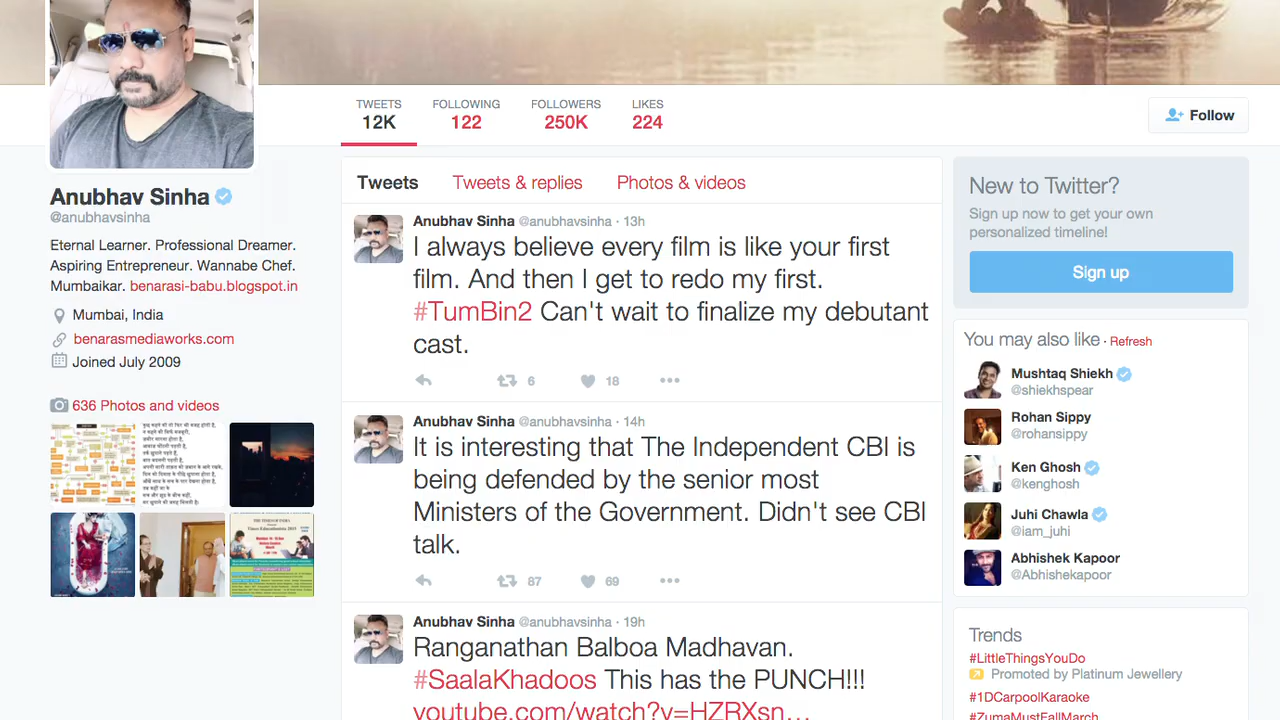 TWEETS
12K
FOLLOWING
122
FOLLOWERS
250K
LIKES
224
Follow
Anubhav Sinha
@anubhavsinha
Eternal Learner. Professional Dreamer.
Aspiring Entrepreneur. Wannabe Chef.
Mumbaikar. benarasi-babu.blogspot.in
Mumbai, India
benarasmediaworks.com
Joined July 2009
636 Photos and videos
Tweets
Tweets & replies
Photos & videos
Anubhav Sinha @anubhavsinha · 13h
I always believe every film is like your first
film. And then I get to redo my first.
#TumBin2 Can't wait to finalize my debutant
cast.
6
18
Anubhav Sinha @anubhavsinha · 14h
It is interesting that The Independent CBI is
being defended by the senior most
Ministers of the Government. Didn't see CBI
talk.
87
69
Anubhav Sinha @anubhavsinha · 19h
Ranganathan Balboa Madhavan.
#SaalaKhadoos This has the PUNCH!!!
youtube.com/watch?v=HZRXsn…
New to Twitter?
Sign up now to get your own
personalized timeline!
Sign up
You may also like · Refresh
Mushtaq Shiekh
@shiekhspear
Rohan Sippy
@rohansippy
Ken Ghosh
@kenghosh
Juhi Chawla
@iam_juhi
Abhishek Kapoor
@Abhishekapoor
Trends
#LittleThingsYouDo
Promoted by Platinum Jewellery
#1DCarpoolKaraoke
#ZumaMustFallMarch